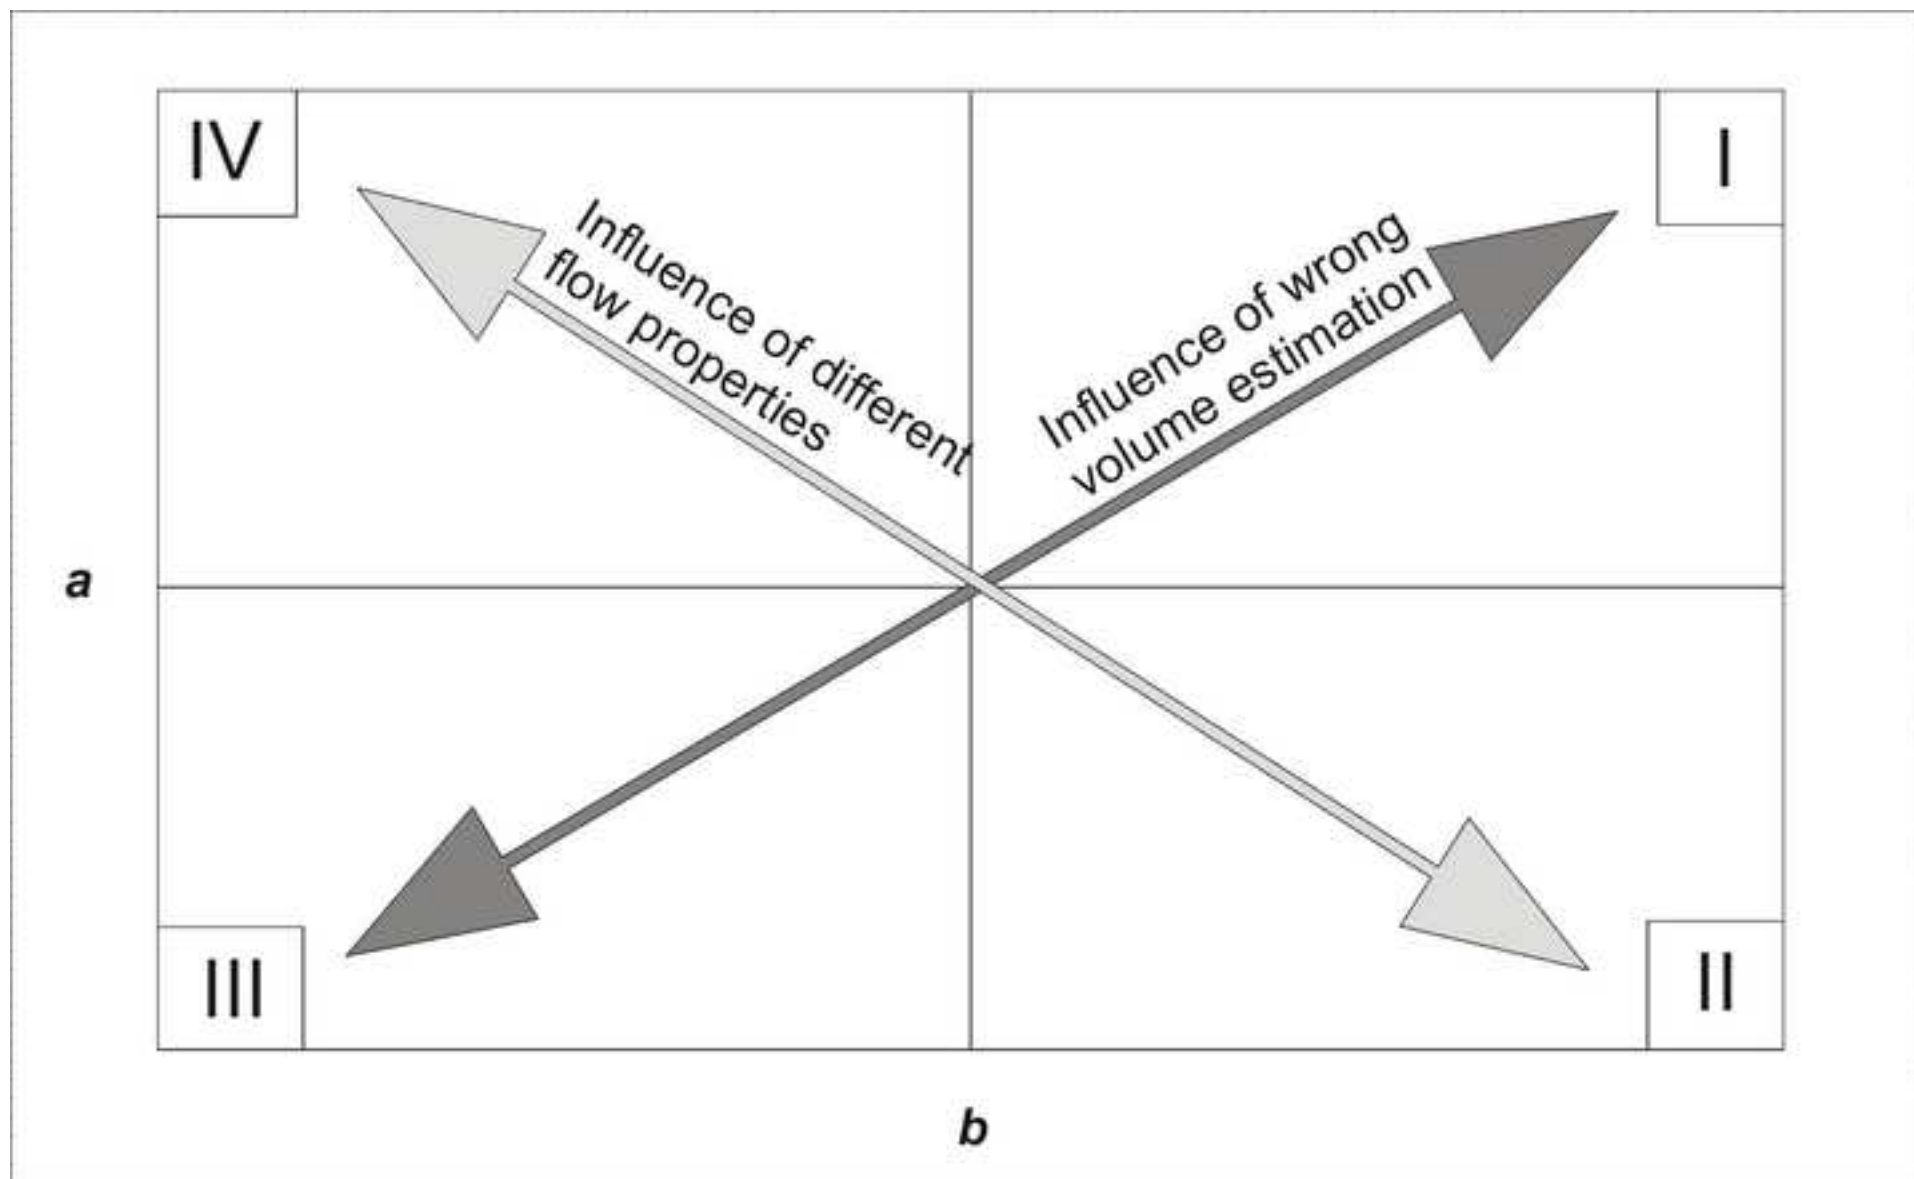 IV
I
Influence of different
flow properties
Influence of wrong
volume estimation
a
III
II
b